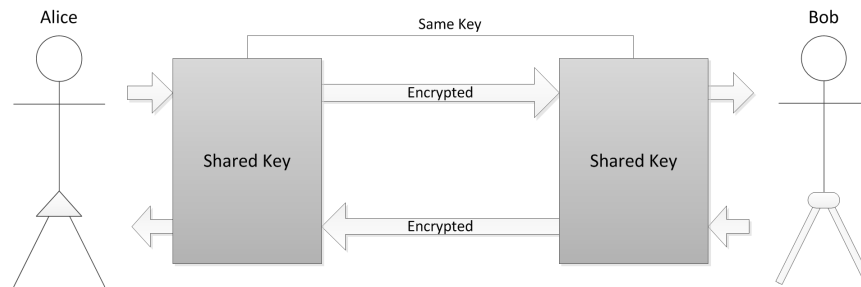 Alice
Same Key
Bob
Encrypted
Shared Key
Shared Key
Encrypted